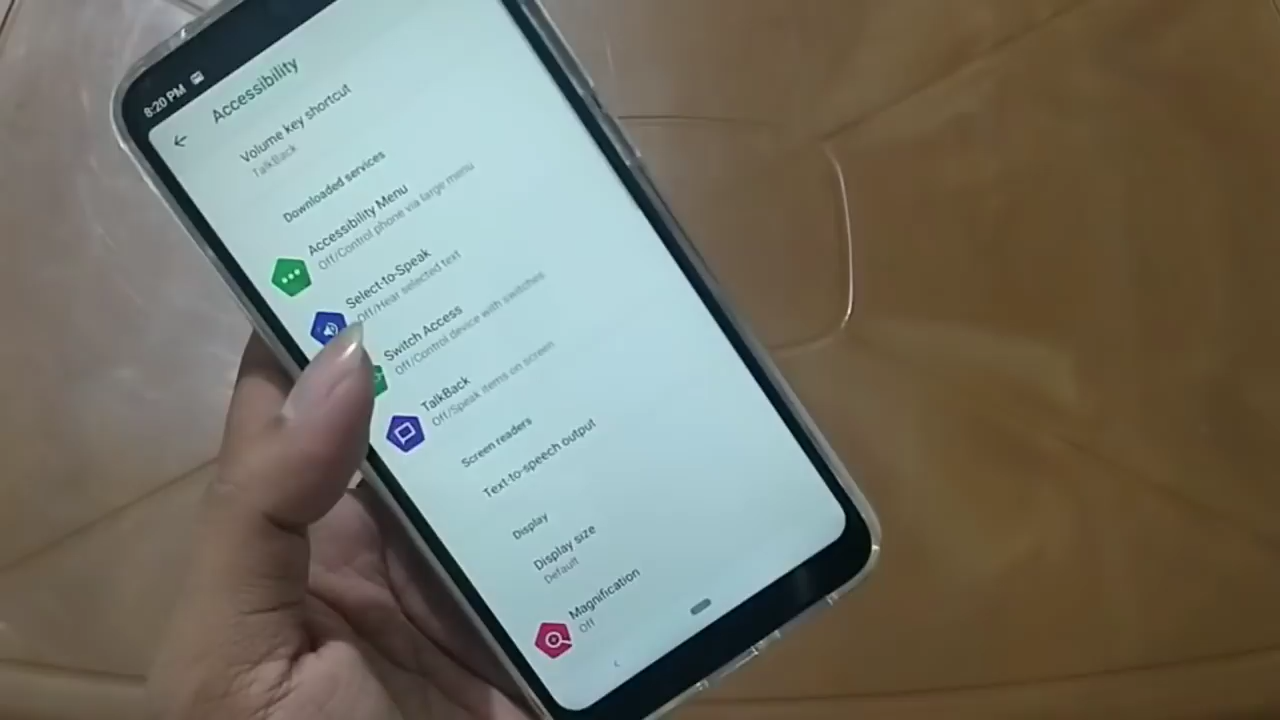 8:20 PM
Accessibility
Volume key shortcut
TalkBack
Downloaded services
Accessibility Menu
Off/Control phone via large menu
Select-to-Speak
Off/Hear selected text
Switch Access
Off/Control device with switches
TalkBack
Off/Speak items on screen
Screen readers
Text-to-speech output
Display
Display size
Default
Magnification
Off